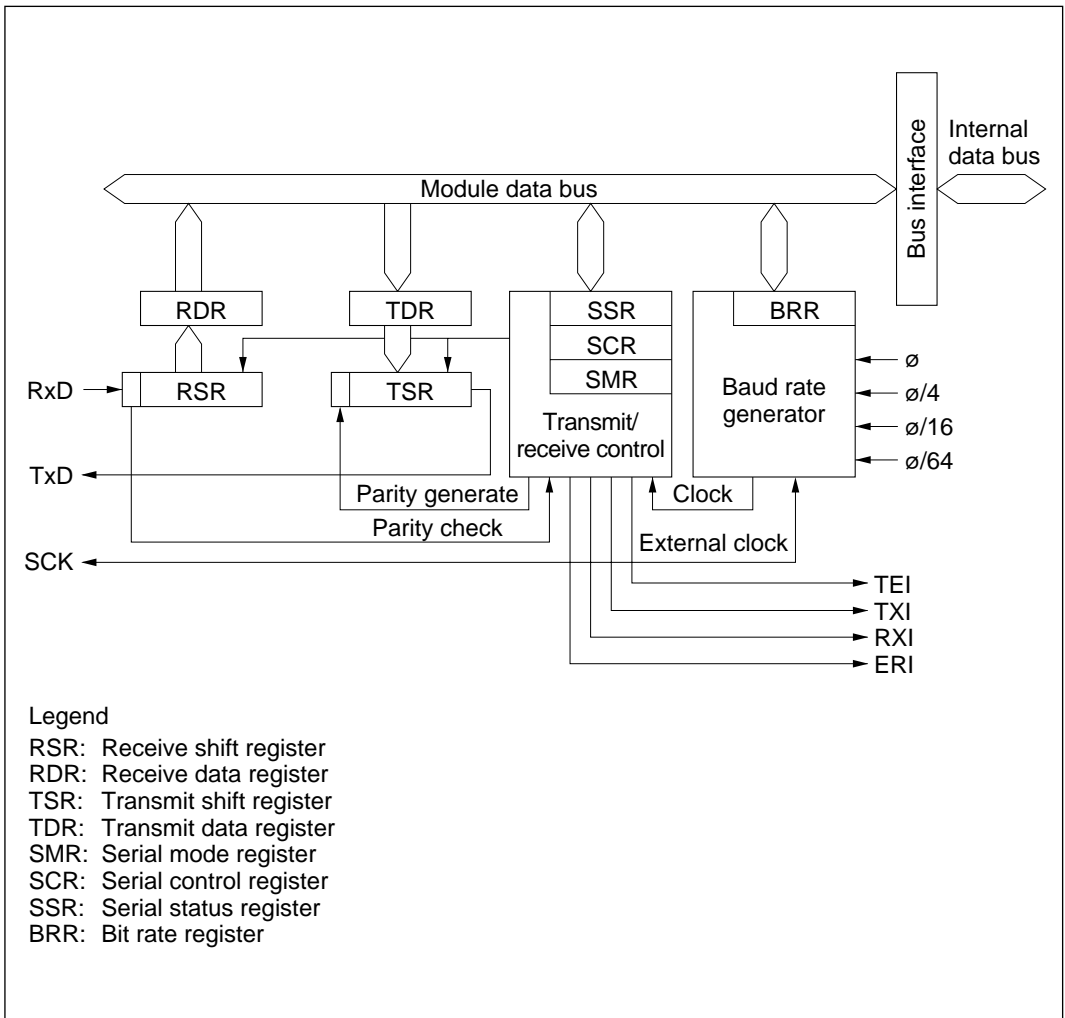 Internal
data bus
Bus interface
Module data bus
RDR
TDR
SSR
BRR
SCR
SMR
RxD
RSR
TSR
Baud rate
generator
ø
ø/4
ø/16
ø/64
Transmit/
receive control
TxD
Parity generate
Clock
Parity check
External clock
SCK
TEI
TXI
RXI
ERI
Legend
RSR: Receive shift register
RDR: Receive data register
TSR: Transmit shift register
TDR: Transmit data register
SMR: Serial mode register
SCR: Serial control register
SSR: Serial status register
BRR: Bit rate register